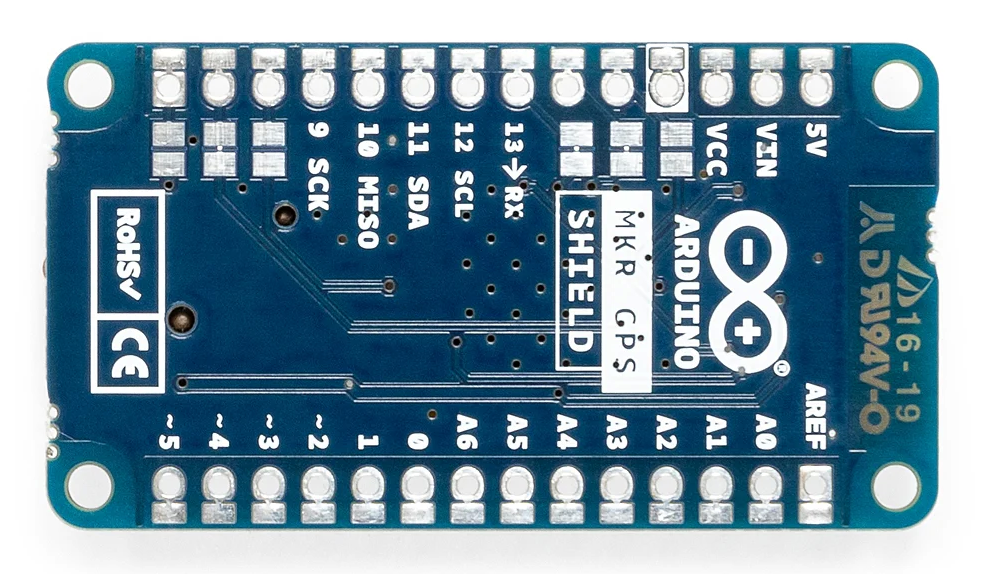 5V
VIN
VCC
13→RX
12 SCL
11 SDA
10 MISO
9 SCK
ARDUINO
®
MKR GPS
SHIELD
RoHS✓
CE
AREF
A0
A1
A2
A3
A4
A5
A6
0
1
~2
~3
~4
~5
16 - 19
94V-0